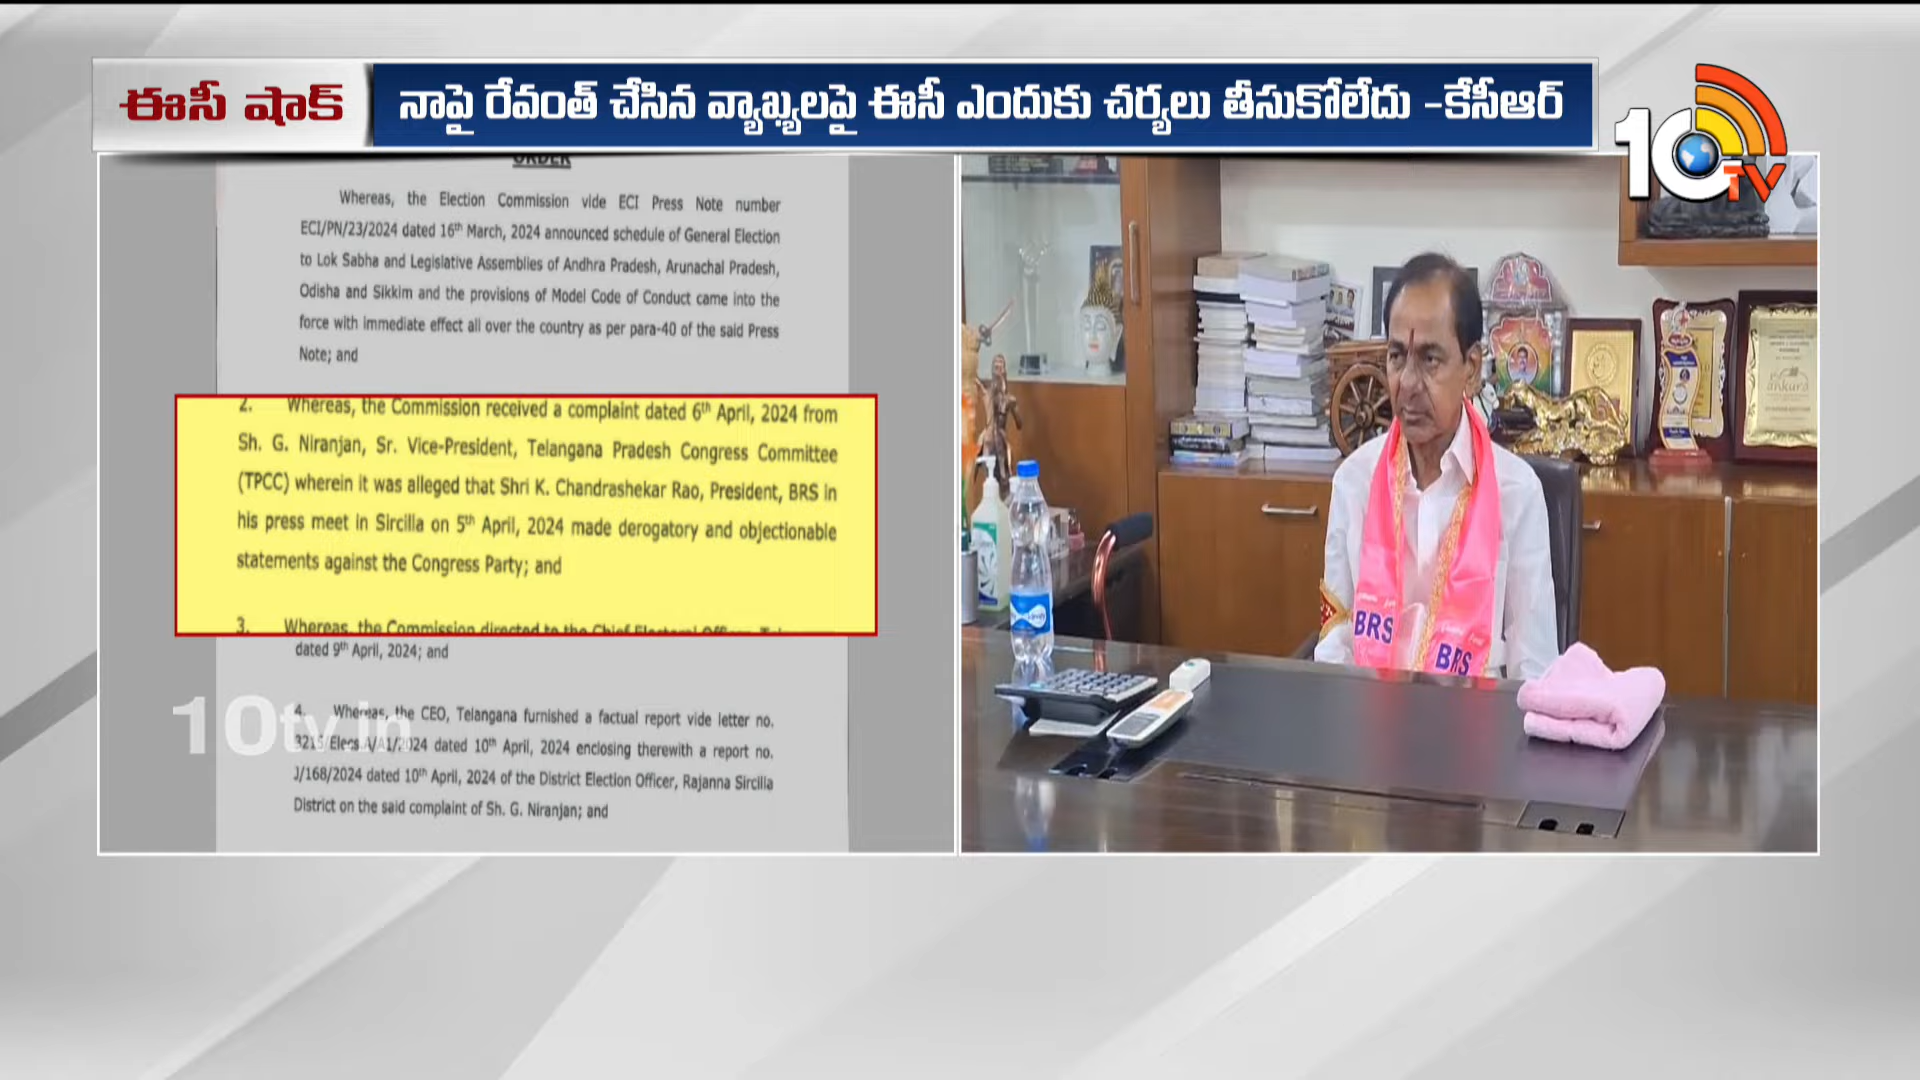 ఈసీ షాక్
నాపై రేవంత్ చేసిన వ్యాఖ్యలపై ఈసీ ఎందుకు చర్యలు తీసుకోలేదు -కేసీఆర్
10TV
ORDER
Whereas, the Election Commission vide ECI Press Note number
ECI/PN/23/2024 dated 16th March, 2024 announced schedule of General Election
to Lok Sabha and Legislative Assemblies of Andhra Pradesh, Arunachal Pradesh,
Odisha and Sikkim and the provisions of Model Code of Conduct came into the
force with immediate effect all over the country as per para-40 of the said Press
Note; and
2. Whereas, the Commission received a complaint dated 6th April, 2024 from
Sh. G. Niranjan, Sr. Vice-President, Telangana Pradesh Congress Committee
(TPCC) wherein it was alleged that Shri K. Chandrashekar Rao, President, BRS in
his press meet in Sircilla on 5th April, 2024 made derogatory and objectionable
statements against the Congress Party; and
3. Whereas, the Commission directed to the Chief Electoral
dated 9th April, 2024; and
10tv.in
4. Whereas, the CEO, Telangana furnished a factual report vide letter no.
3215/Elecs.A/A1/2024 dated 10th April, 2024 enclosing therewith a report no.
J/168/2024 dated 10th April, 2024 of the District Election Officer, Rajanna Sircilla
District on the said complaint of Sh. G. Niranjan; and
BRS
BRS
ankura